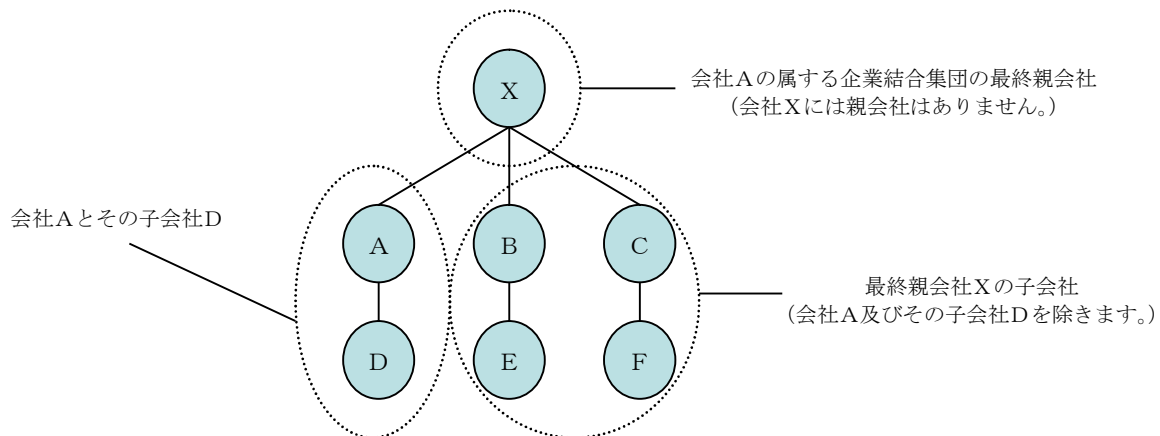 X
会社Aの属する企業結合集団の最終親会社
（会社Xには親会社はありません。）
会社Aとその子会社D
A
B
C
最終親会社Xの子会社
（会社A及びその子会社Dを除きます。）
D
E
F